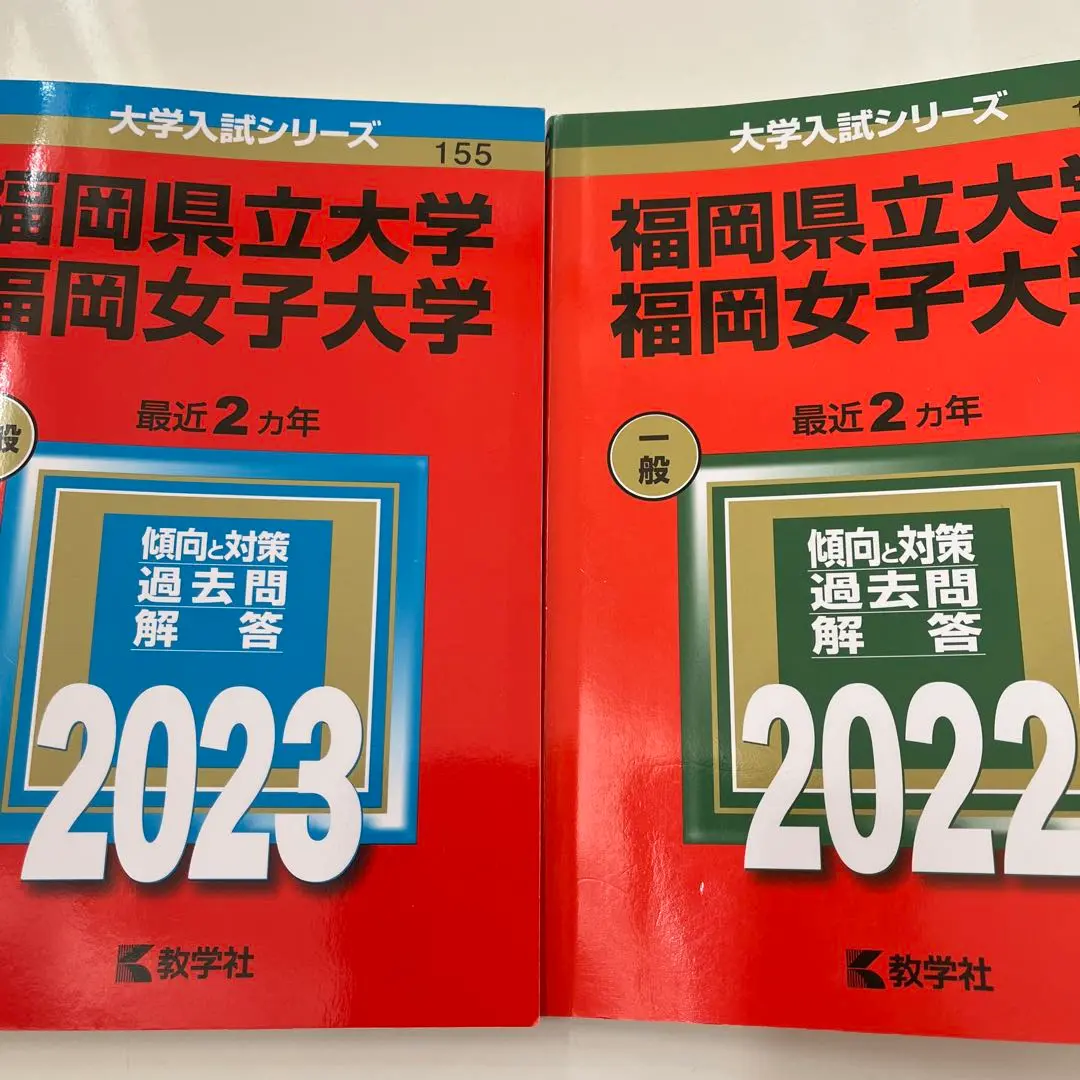 大学入試シリーズ
155
福岡県立大学
福岡女子大学
最近2カ年
般
傾向と対策
過去問
解答
2023
教学社
大学入試シリーズ
福岡県立大学
福岡女子大学
最近2カ年
一般
傾向と対策
過去問
解答
2022
教学社